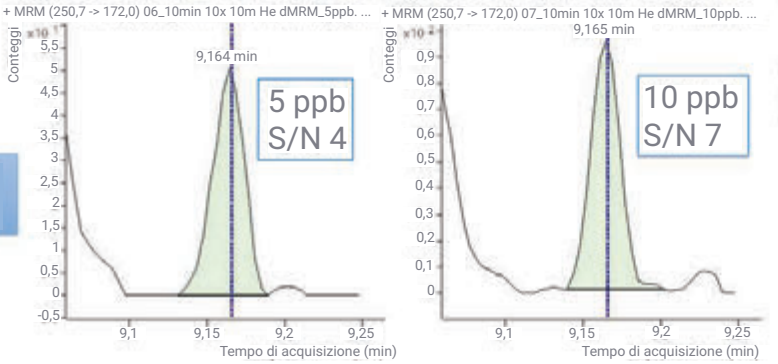 + MRM (250,7 -> 172,0) 06_10min 10x 10m He dMRM_5ppb. ...
Conteggi
9,164 min
5 ppb
S/N 4
5,5
5
4,5
4
3,5
3
2,5
2
1,5
1
0,5
0
-0,5
9,1
9,15
9,2
9,25
Tempo di acquisizione (min)
+ MRM (250,7 -> 172,0) 07_10min 10x 10m He dMRM_10ppb. ...
Conteggi
x10 2
9,165 min
10 ppb
S/N 7
0,9
0,8
0,7
0,6
0,5
0,4
0,3
0,2
0,1
0
9,1
9,15
9,2
9,25
Tempo di acquisizione (min)